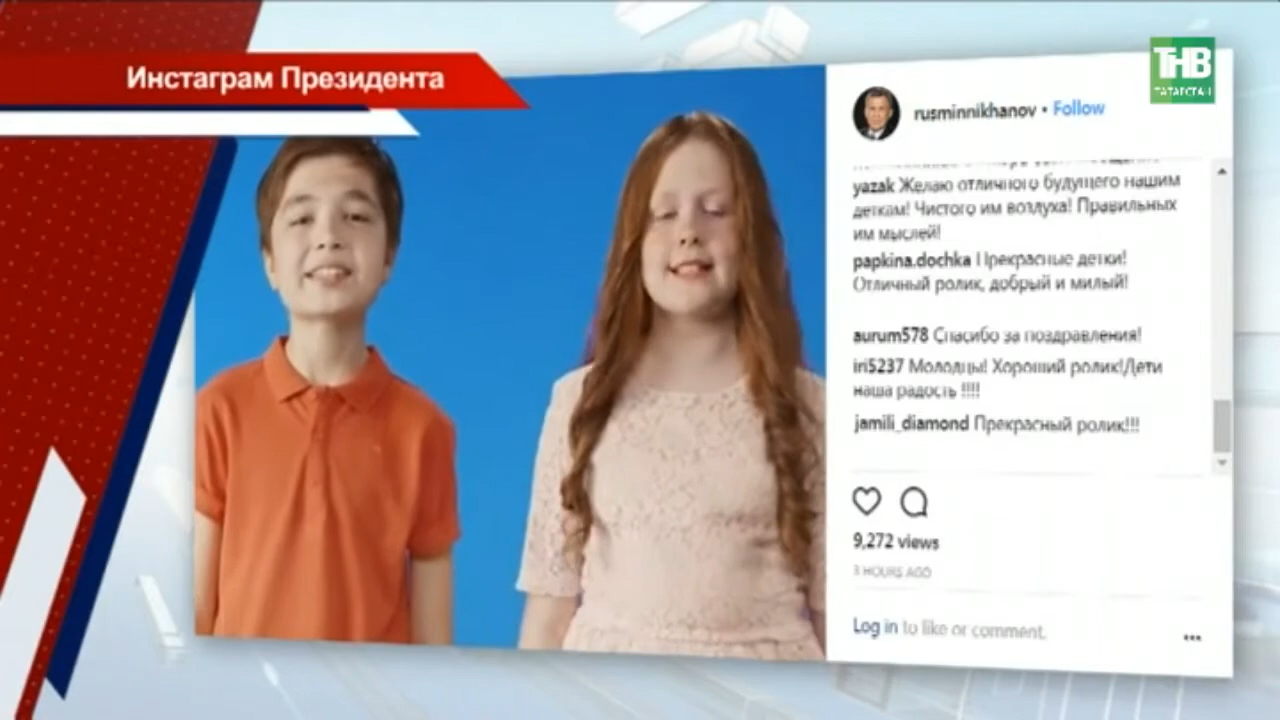 Инстаграм Президента
ТНВ
ТАТАРСТАН
rusminnikhanov • Follow
yazak Желаю отличного будущего нашим
деткам! Чистого им воздуха! Правильных
им мыслей!
papkina.dochka Прекрасные детки!
Отличный ролик, добрый и милый!
aurum578 Спасибо за поздравления!
iri5237 Молодцы! Хороший ролик!Дети
наша радость !!!!
jamili_diamond Прекрасный ролик!!!
9,272 views
3 HOURS AGO
Log in to like or comment.